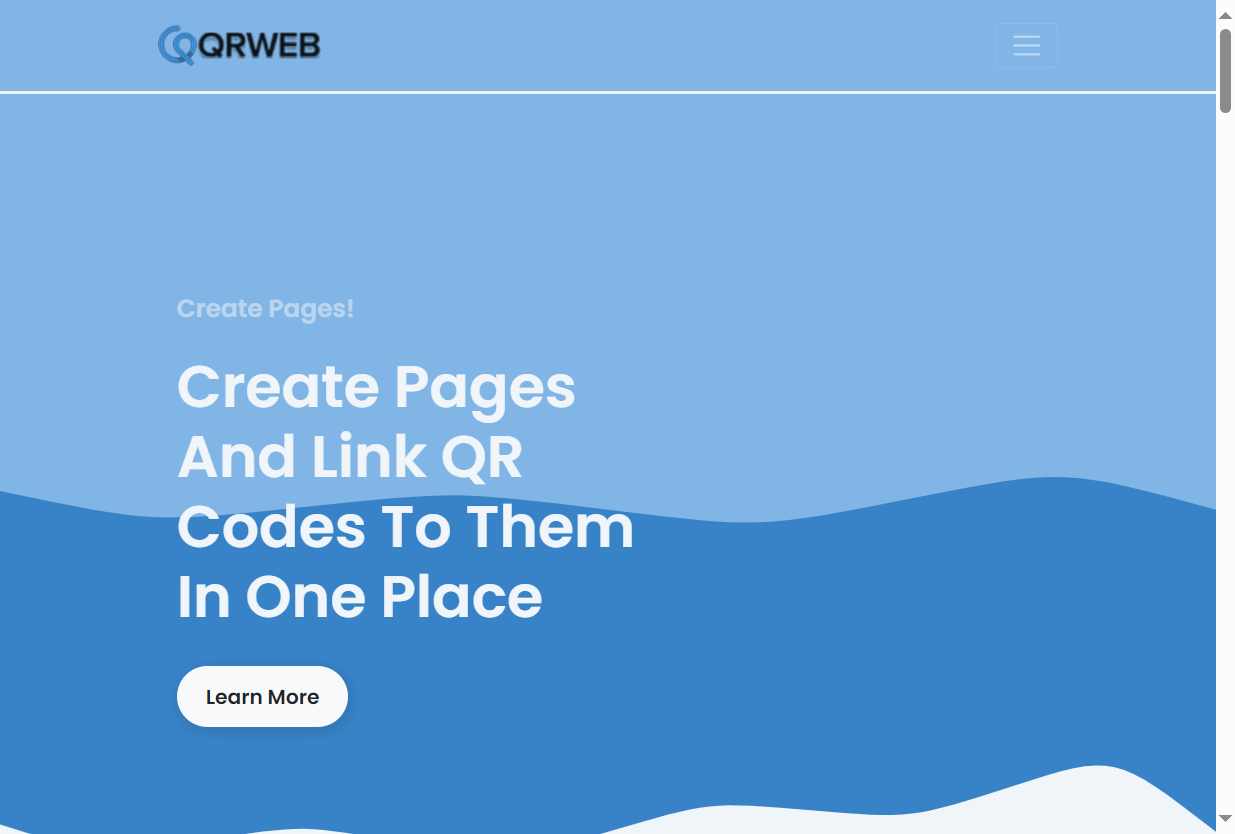 QRWEB
Create Pages!
Create Pages
And Link QR
Codes To Them
In One Place
Learn More